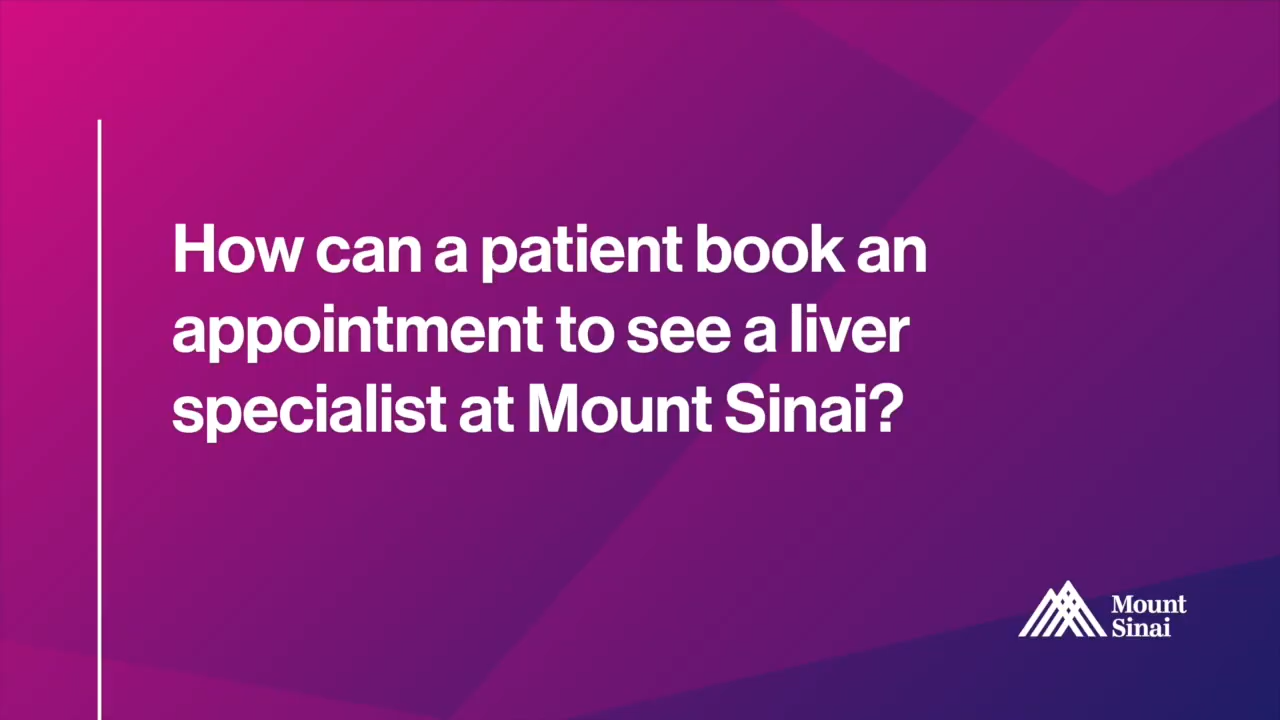 How can a patient book an
appointment to see a liver
specialist at Mount Sinai?
Mount
Sinai